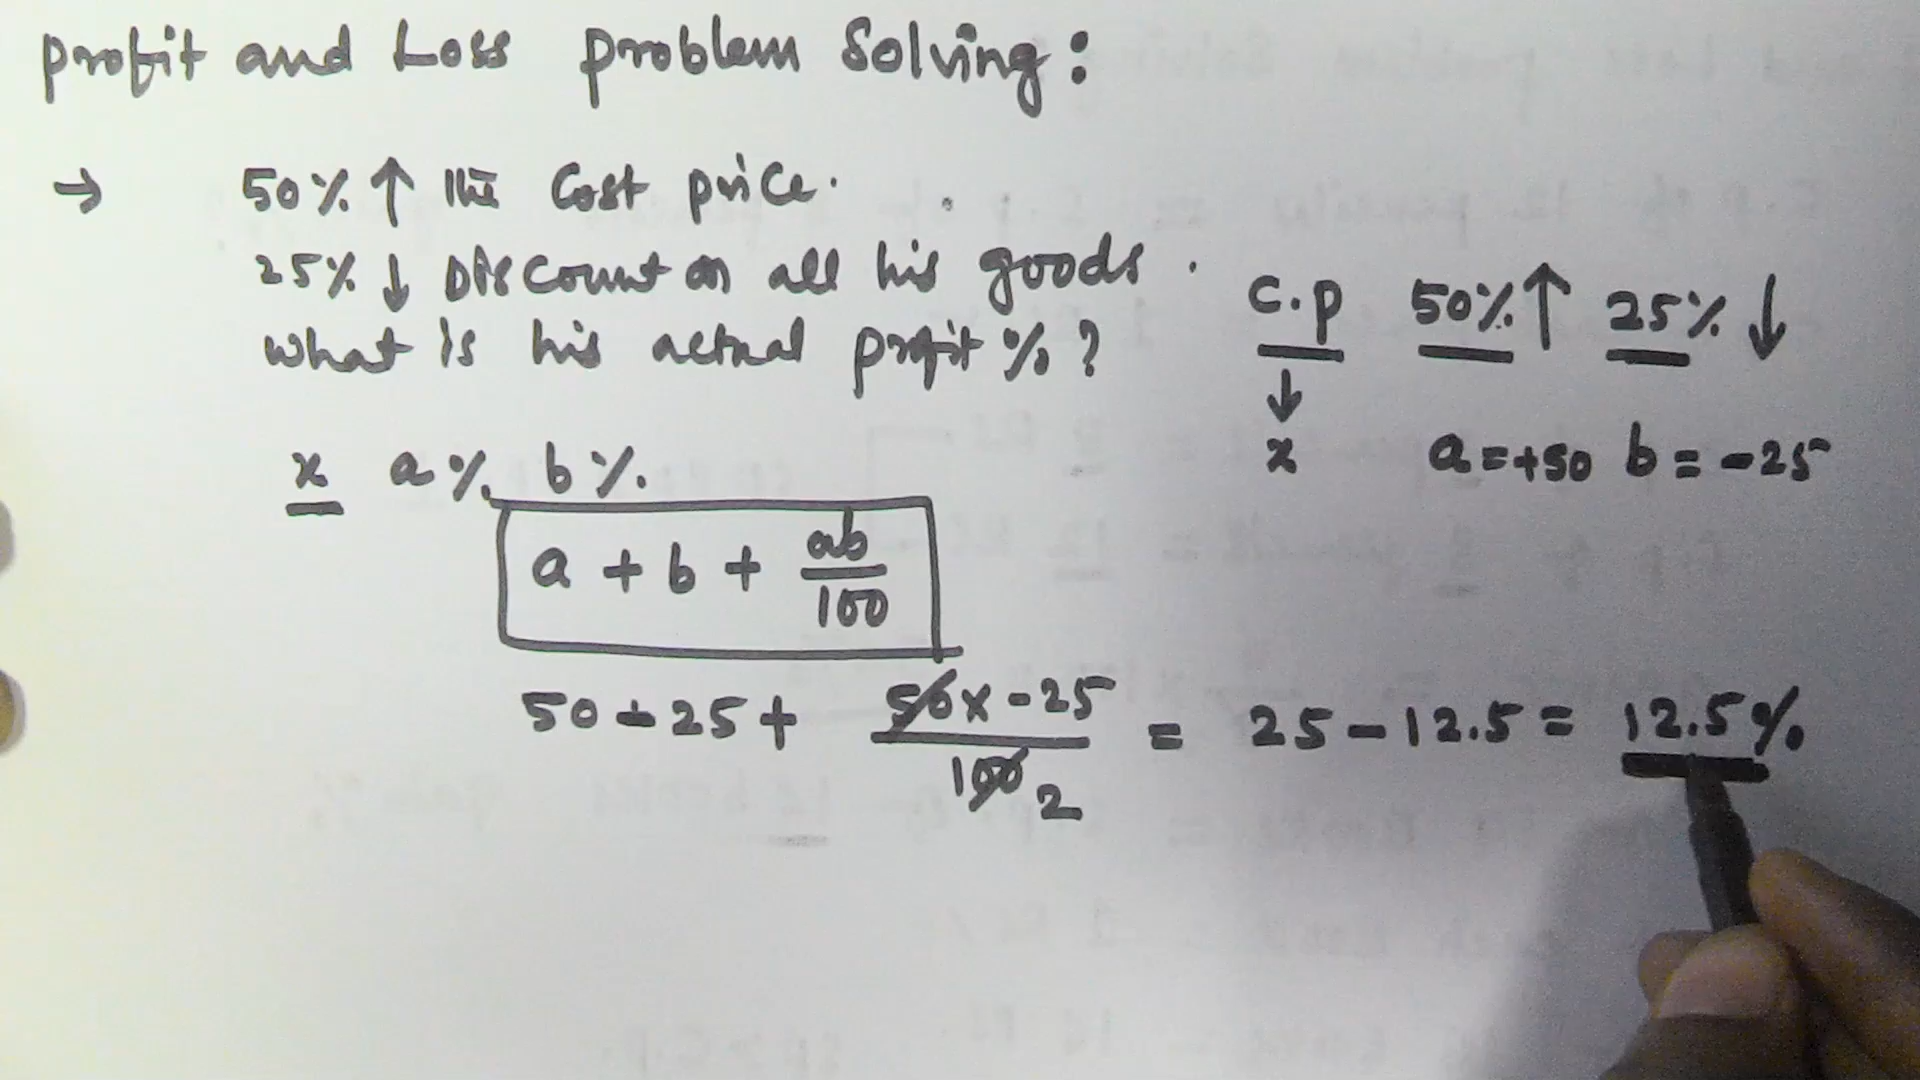 profit and Loss problem Solving:
→ 50% ↑ the Cost price.
25% ↓ Discount on all his goods.
what is his actual profit %?
C.p 50% ↑ 25% ↓
↓
x a=+50 b=-25
x a% b%
a + b + ab/100
50-25+ 50x-25/100 2 = 25-12.5= 12.5%